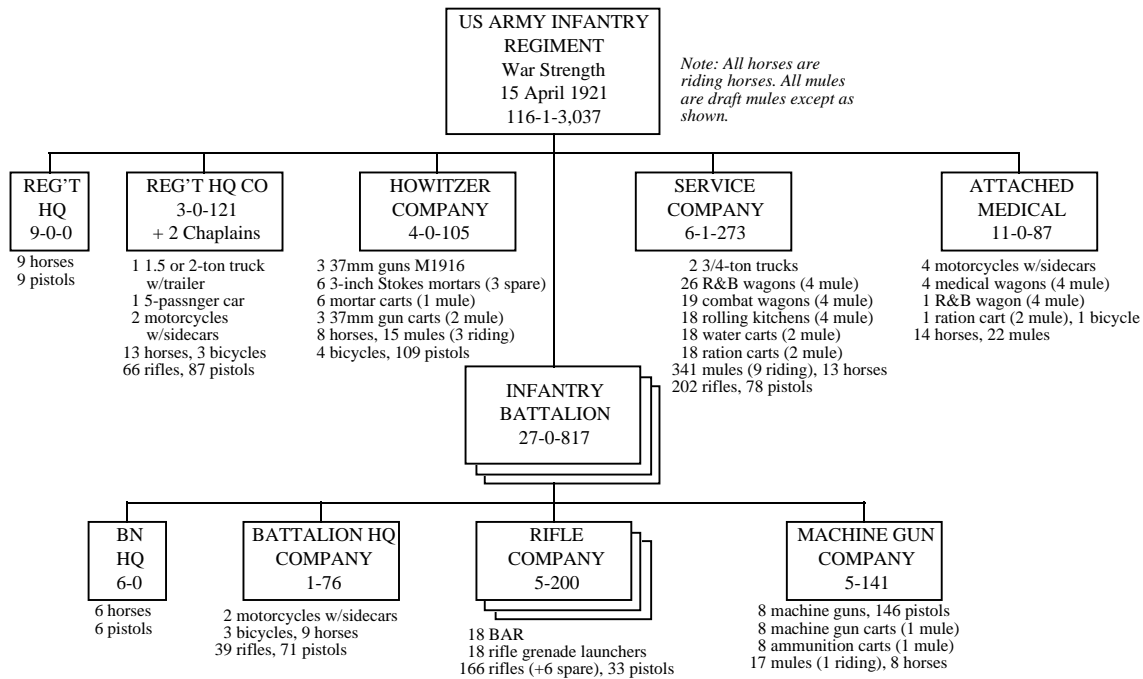 US ARMY INFANTRY
REGIMENT
War Strength
15 April 1921
116-1-3,037
Note: All horses are
riding horses. All mules
are draft mules except as
shown.
REG'T
HQ
9-0-0
9 horses
9 pistols
REG'T HQ CO
3-0-121
+ 2 Chaplains
1 1.5 or 2-ton truck
w/trailer
1 5-passnger car
2 motorcycles
w/sidecars
13 horses, 3 bicycles
66 rifles, 87 pistols
HOWITZER
COMPANY
4-0-105
3 37mm guns M1916
6 3-inch Stokes mortars (3 spare)
6 mortar carts (1 mule)
3 37mm gun carts (2 mule)
8 horses, 15 mules (3 riding)
4 bicycles, 109 pistols
SERVICE
COMPANY
6-1-273
2 3/4-ton trucks
26 R&B wagons (4 mule)
19 combat wagons (4 mule)
18 rolling kitchens (4 mule)
18 water carts (2 mule)
18 ration carts (2 mule)
341 mules (9 riding), 13 horses
202 rifles, 78 pistols
ATTACHED
MEDICAL
11-0-87
4 motorcycles w/sidecars
4 medical wagons (4 mule)
1 R&B wagon (4 mule)
1 ration cart (2 mule), 1 bicycle
14 horses, 22 mules
INFANTRY
BATTALION
27-0-817
BN
HQ
6-0
6 horses
6 pistols
BATTALION HQ
COMPANY
1-76
2 motorcycles w/sidecars
3 bicycles, 9 horses
39 rifles, 71 pistols
RIFLE
COMPANY
5-200
18 BAR
18 rifle grenade launchers
166 rifles (+6 spare), 33 pistols
MACHINE GUN
COMPANY
5-141
8 machine guns, 146 pistols
8 machine gun carts (1 mule)
8 ammunition carts (1 mule)
17 mules (1 riding), 8 horses